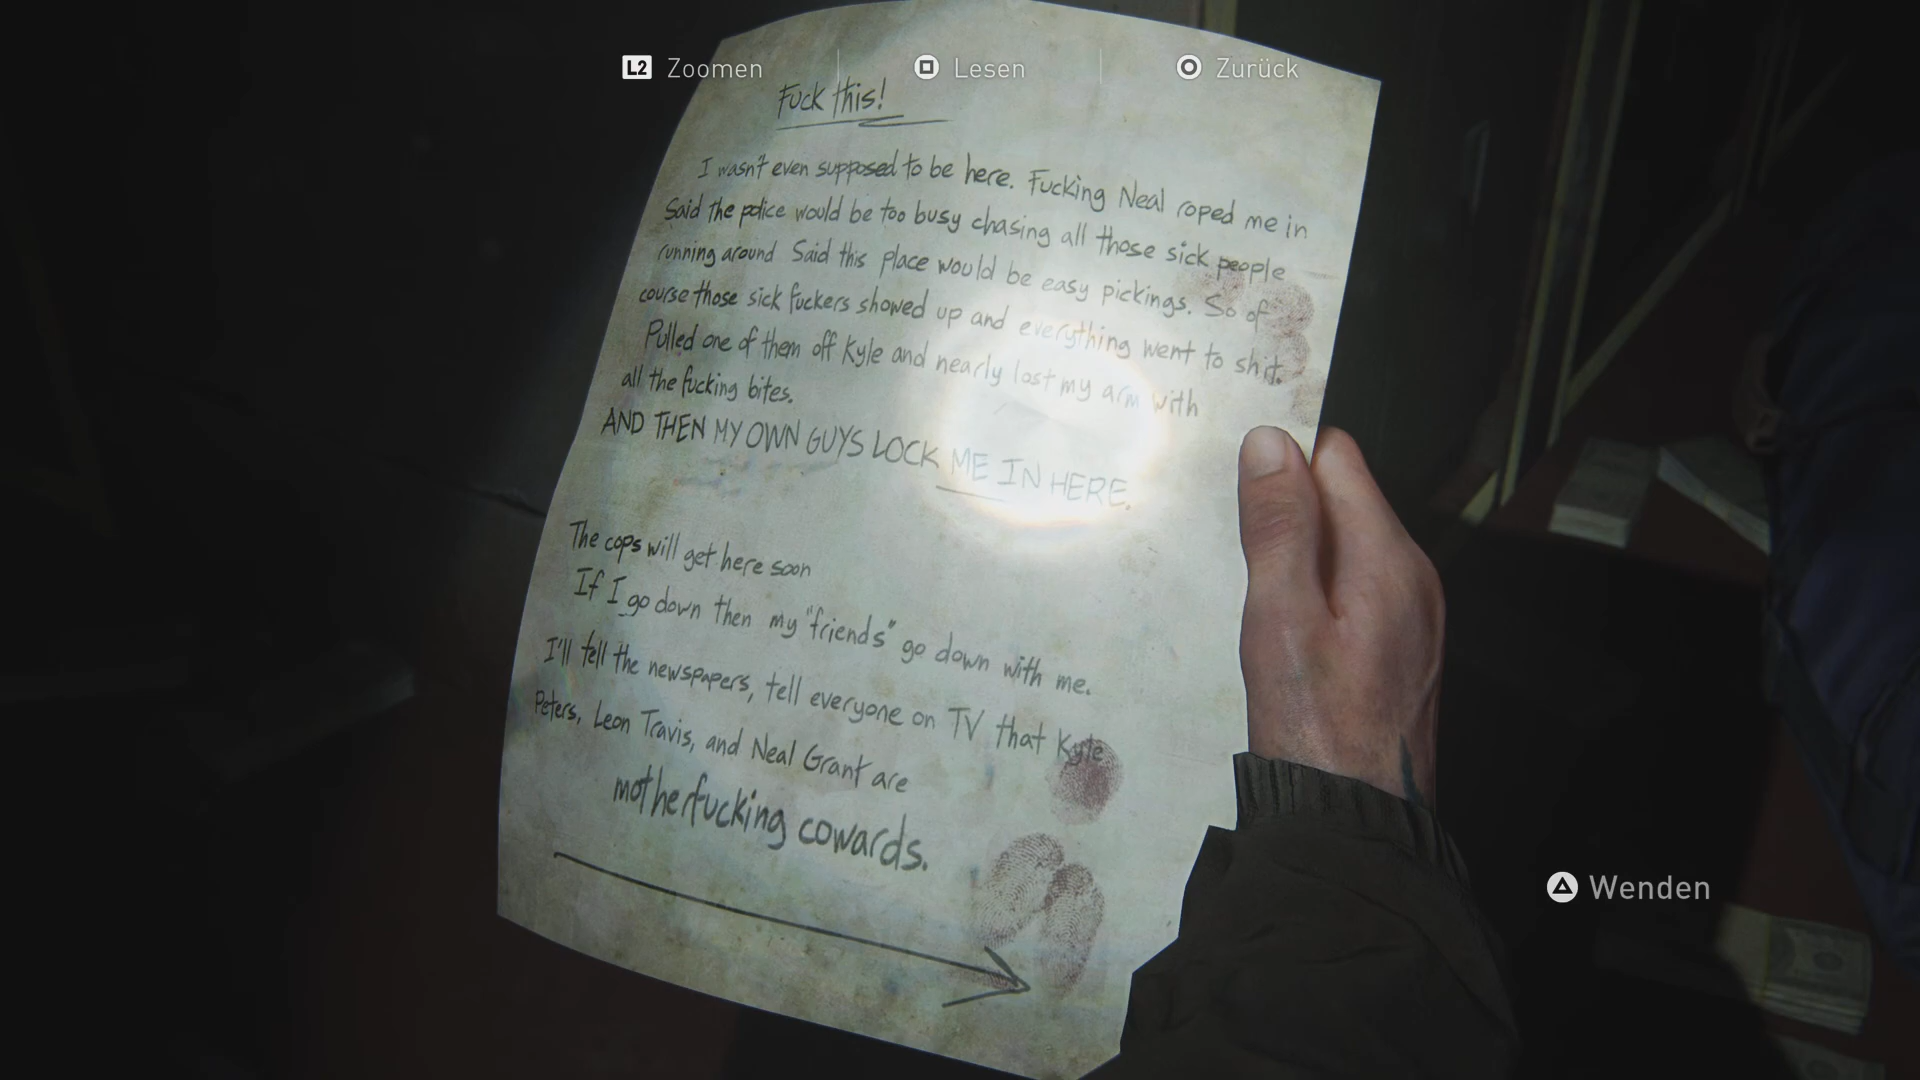 L2 Zoomen
Lesen
Zurück
Fuck this!
I wasn't even supposed to be here. Fucking Neal roped me in
Said the police would be too busy chasing all those sick people
running around Said this place would be easy pickings. So of
course those sick fuckers showed up and everything went to shit.
Pulled one of them off Kyle and nearly lost my arm with
all the fucking bites.
AND THEN MY OWN GUYS LOCK ME IN HERE.
The cops will get here soon
If I go down then my "friends" go down with me.
I'll tell the newspapers, tell everyone on TV that Kyle
Peters, Leon Travis, and Neal Grant are
motherfucking cowards.
Wenden